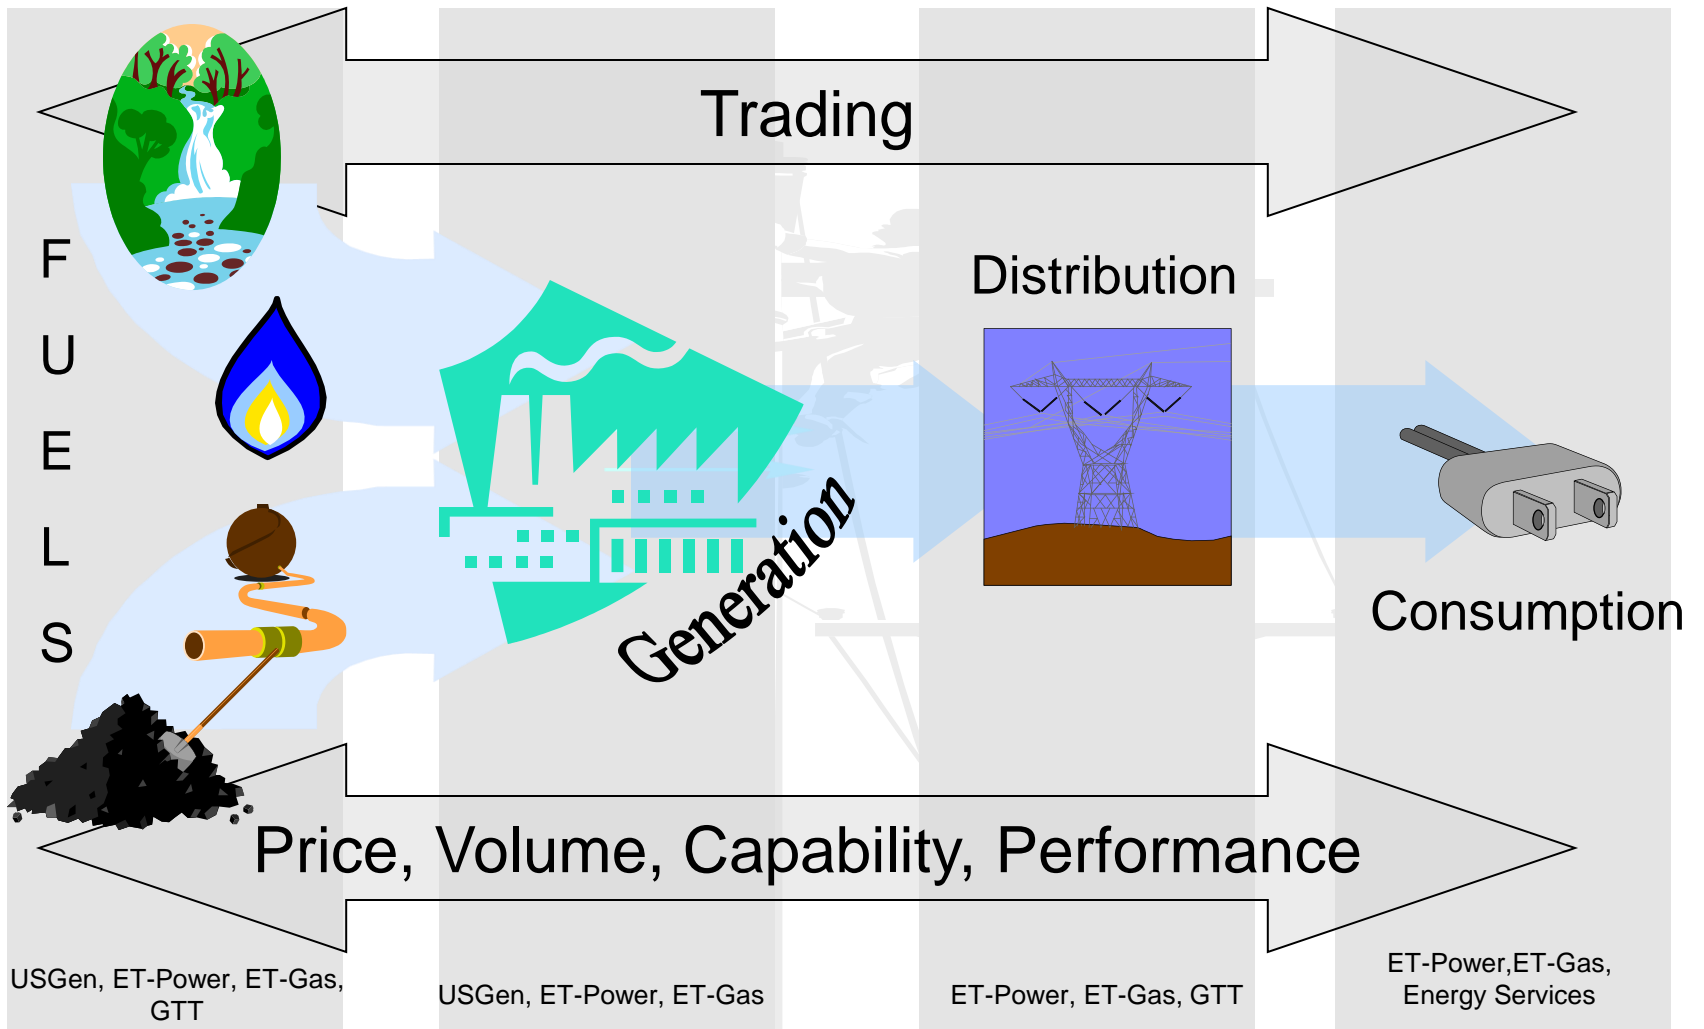 Trading
F
U
E
L
S
Distribution
Generation
Consumption
Price, Volume, Capability, Performance
USGen, ET-Power, ET-Gas,
GTT
USGen, ET-Power, ET-Gas
ET-Power, ET-Gas, GTT
ET-Power,ET-Gas,
Energy Services